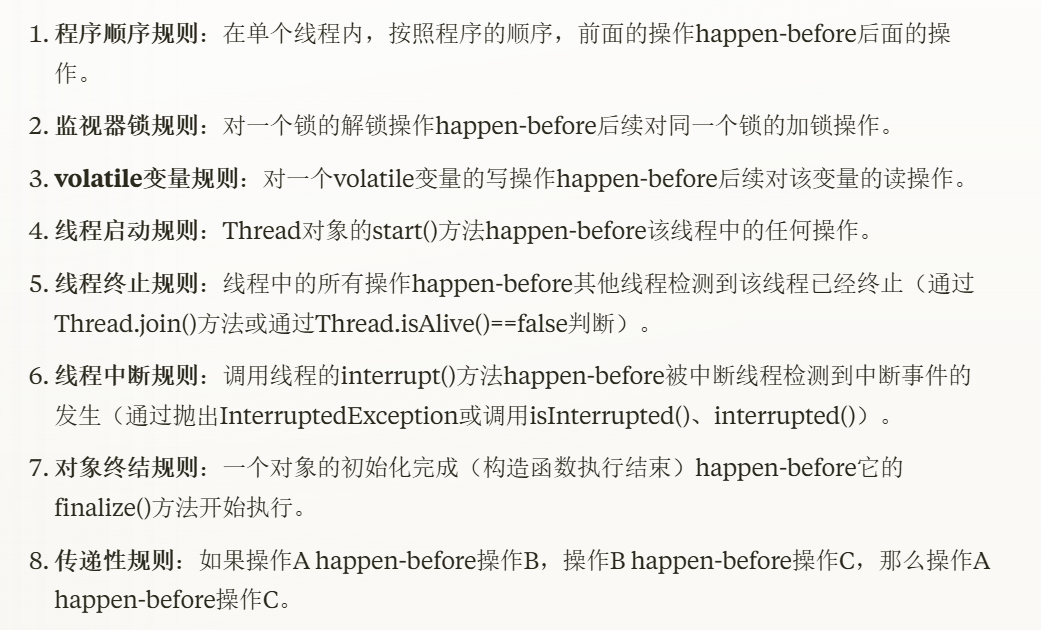 1. 程序顺序规则：在单个线程内，按照程序的顺序，前面的操作happen-before后面的操
作。
2. 监视器锁规则：对一个锁的解锁操作happen-before后续对同一个锁的加锁操作。
3. volatile变量规则：对一个volatile变量的写操作happen-before后续对该变量的读操作。
4. 线程启动规则：Thread对象的start()方法happen-before该线程中的任何操作。
5. 线程终止规则：线程中的所有操作happen-before其他线程检测到该线程已经终止（通过
Thread.join()方法或通过Thread.isAlive()==false判断）。
6. 线程中断规则：调用线程的interrupt()方法happen-before被中断线程检测到中断事件的
发生（通过抛出InterruptedException或调用isInterrupted()、interrupted()）。
7. 对象终结规则：一个对象的初始化完成（构造函数执行结束）happen-before它的
finalize()方法开始执行。
8. 传递性规则：如果操作A happen-before操作B，操作B happen-before操作C，那么操作A
happen-before操作C。